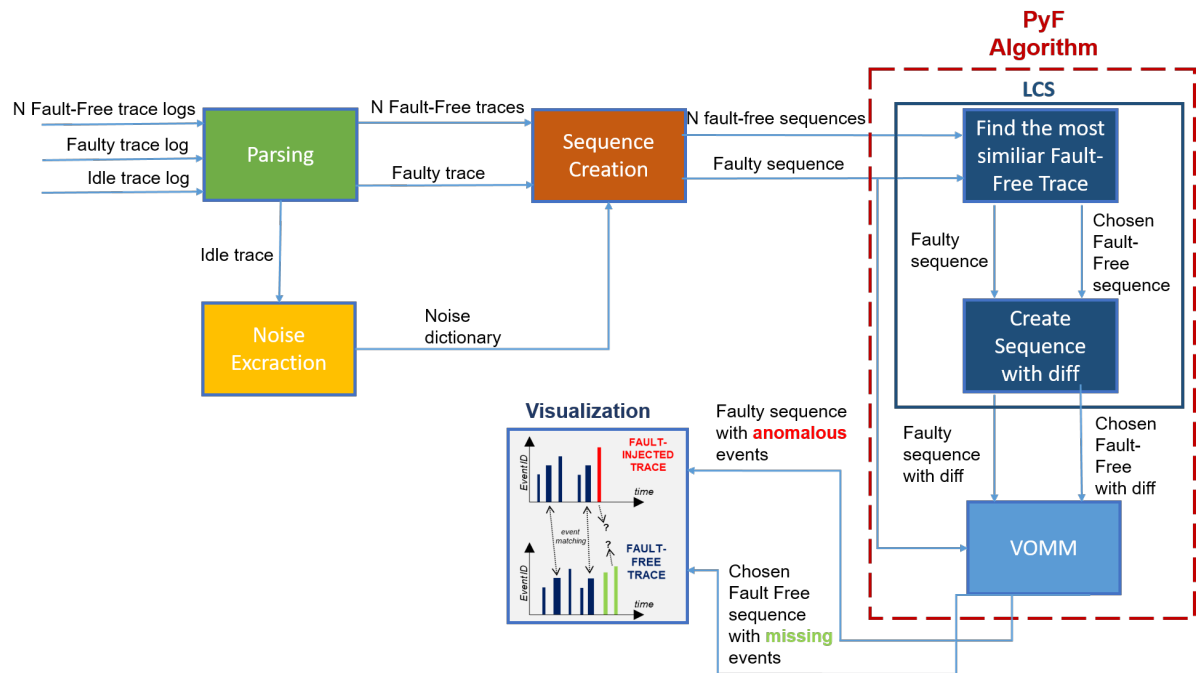 PyF
Algorithm
LCS
N Fault-Free trace logs
Faulty trace log
Idle trace log
Parsing
N Fault-Free traces
Faulty trace
Sequence
Creation
N fault-free sequences
Faulty sequence
Find the most
similiar Fault-
Free Trace
Idle trace
Faulty
sequence
Chosen
Fault-
Free
sequence
Noise
Excraction
Noise
dictionary
Create
Sequence
with diff
Visualization
Faulty sequence
with anomalous
events
Faulty
sequence
with diff
Chosen
Fault-
Free
with diff
Event ID
FAULT-
INJECTED
TRACE
time
event
matching
?
?
Event ID
FAULT-
FREE
TRACE
time
VOMM
Chosen
Fault Free
sequence
with missing
events